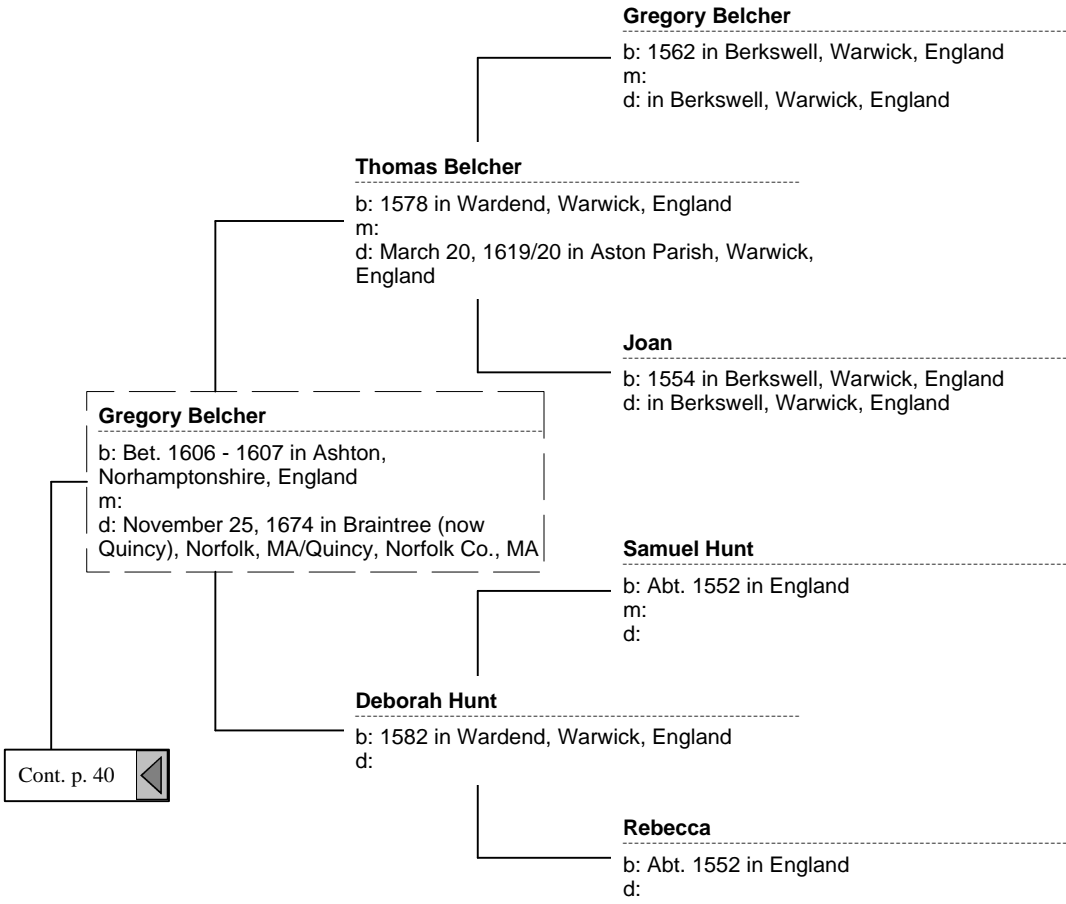 Gregory Belcher
b: 1562 in Berkswell, Warwick, England
m:
d: in Berkswell, Warwick, England
Thomas Belcher
b: 1578 in Wardend, Warwick, England
m:
d: March 20, 1619/20 in Aston Parish, Warwick,
England
Joan
b: 1554 in Berkswell, Warwick, England
d: in Berkswell, Warwick, England
Gregory Belcher
b: Bet. 1606 - 1607 in Ashton,
Norhamptonshire, England
m:
d: November 25, 1674 in Braintree (now
Quincy), Norfolk, MA/Quincy, Norfolk Co., MA
Samuel Hunt
b: Abt. 1552 in England
m:
d:
Deborah Hunt
b: 1582 in Wardend, Warwick, England
d:
Cont. p. 40
Rebecca
b: Abt. 1552 in England
d: